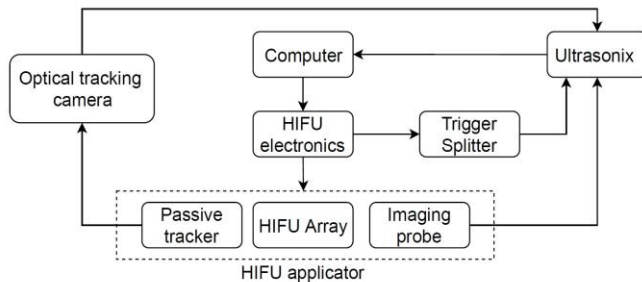 Computer
Ultrasonix
Optical tracking
camera
HIFU
electronics
Trigger
Splitter
Passive
tracker
HIFU Array
Imaging
probe
HIFU applicator